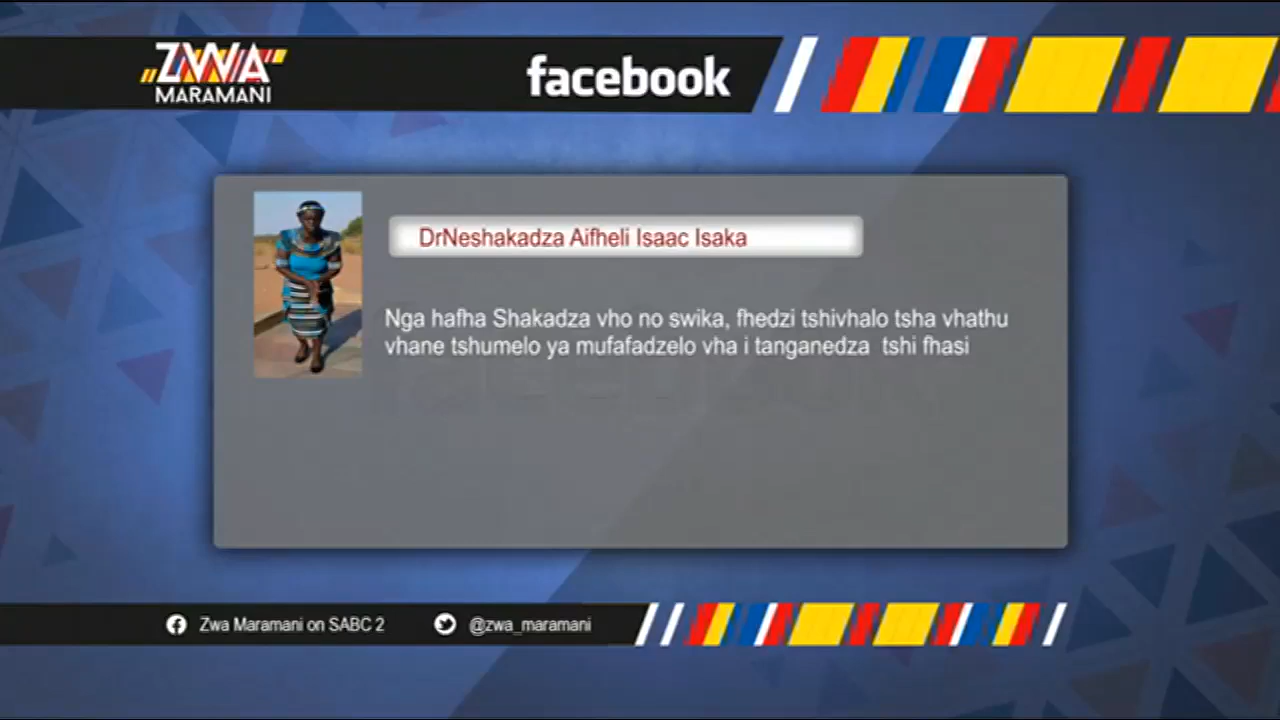 ZWA
MARAMANI
facebook
DrNeshakadza Aifheli Isaac Isaka
Nga hafha Shakadza vho no swika, fhedzi tshivhalo tsha vhathu
vhane tshumelo ya mufafadzelo vha i tanganedza tshi fhasi
Zwa Maramani on SABC 2
@zwa_maramani